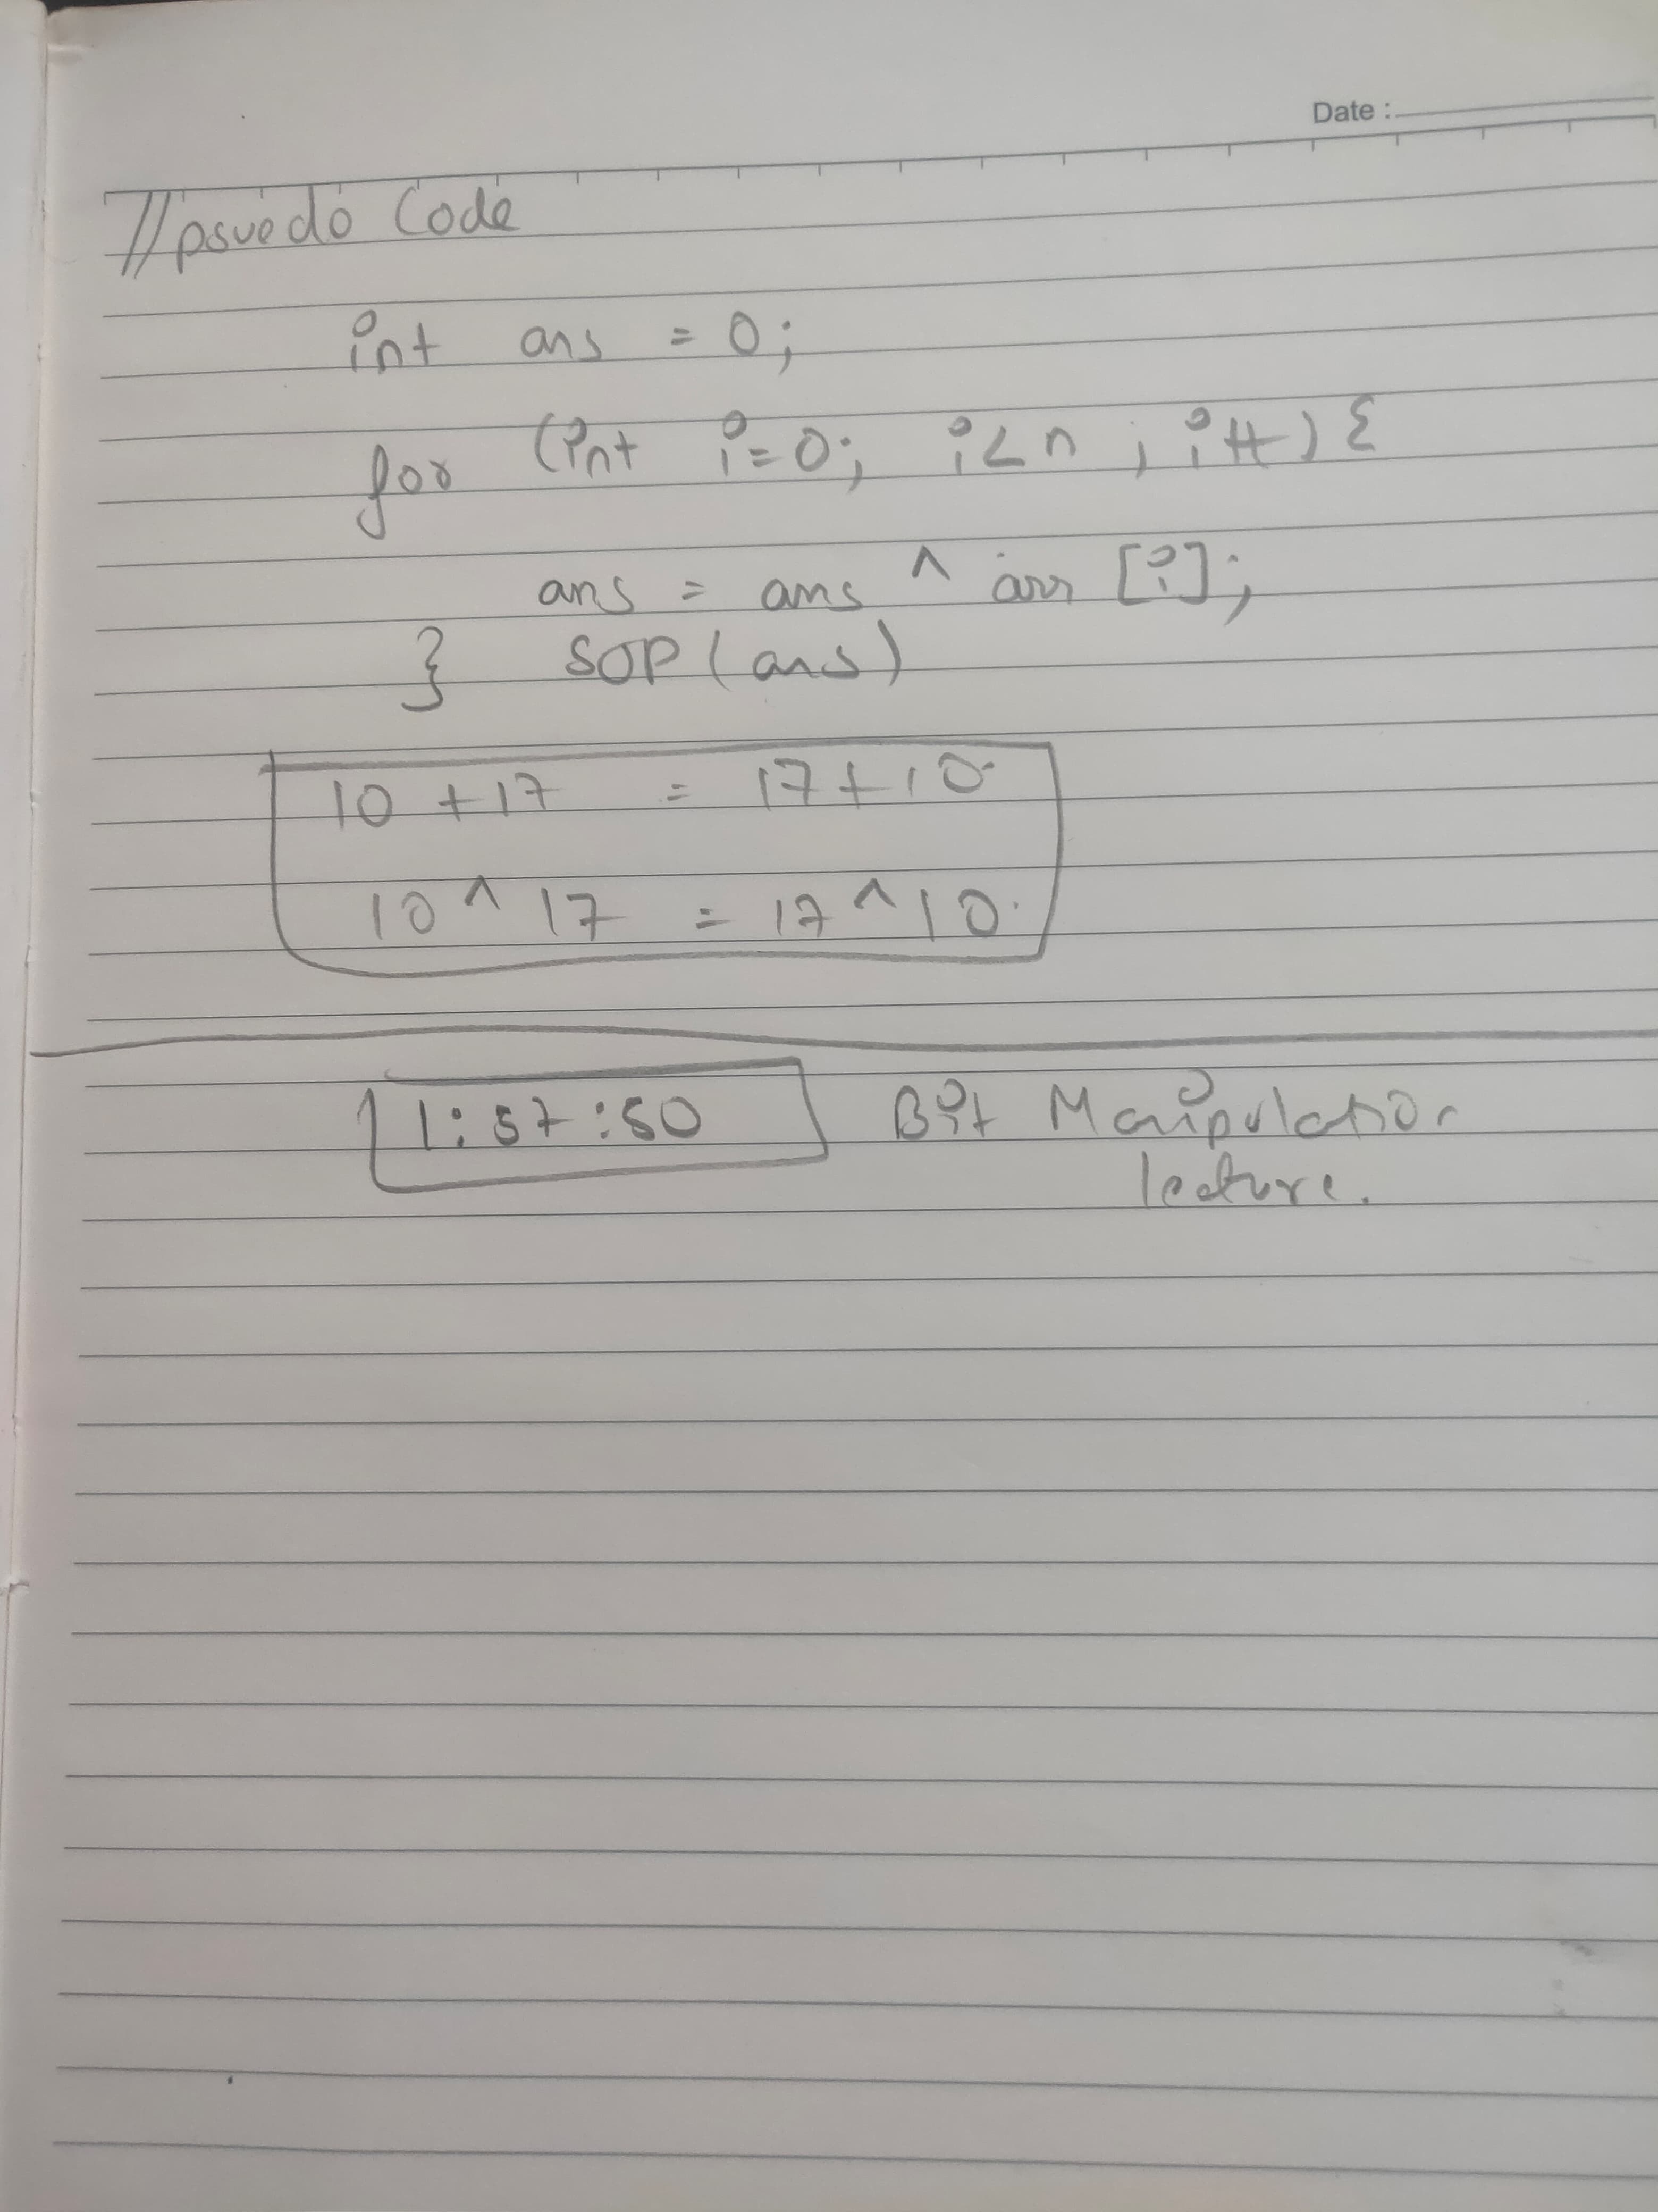 Date :
//psuedo Code
int ans = 0;
for (int i=0; i<n ; i++) {
ans = ans ^ arr [i];
} SOP (ans)
10 + 17 = 17 + 10.
10 ^ 17 = 17 ^ 10.
1:57:50 Bit Manipulation
lecture.